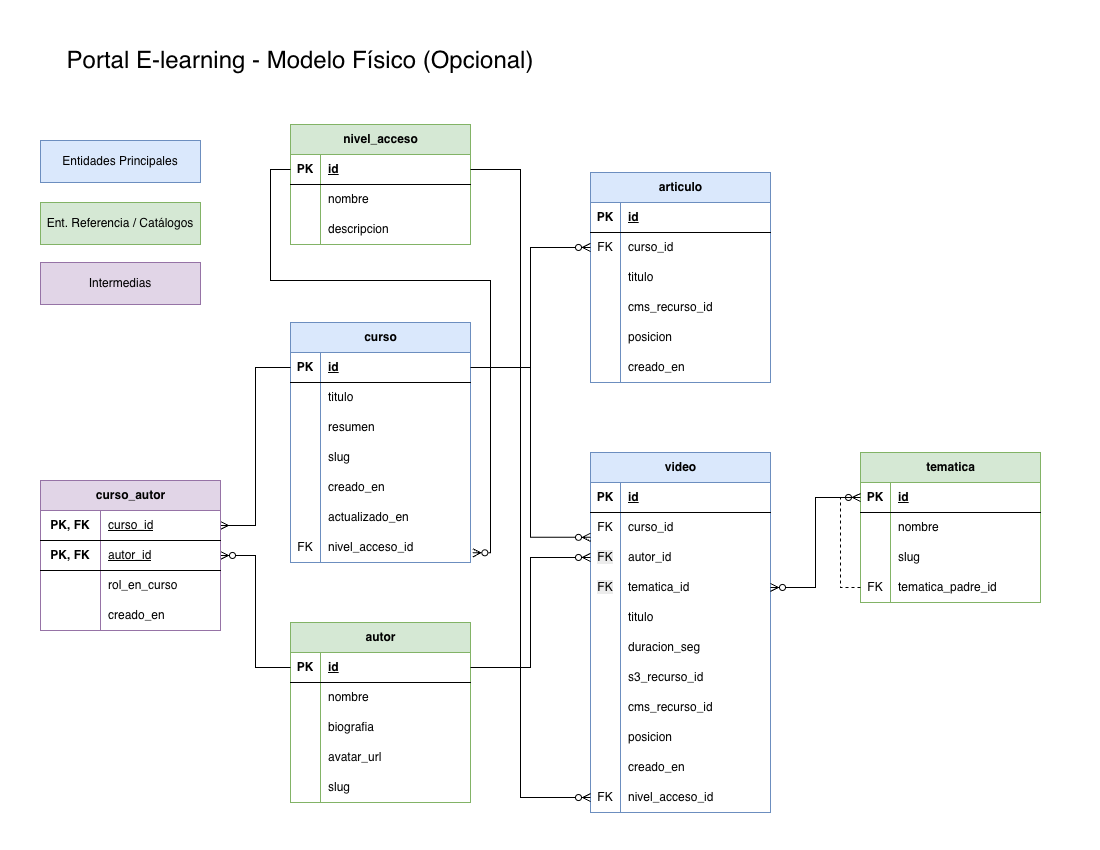 Portal E-learning - Modelo Físico (Opcional)
Entidades Principales
Ent. Referencia / Catálogos
Intermedias
nivel_acceso
PK id
nombre
descripcion
articulo
PK id
FK curso_id
titulo
cms_recurso_id
posicion
creado_en
curso
PK id
titulo
resumen
slug
creado_en
actualizado_en
FK nivel_acceso_id
curso_autor
PK, FK curso_id
PK, FK autor_id
rol_en_curso
creado_en
video
PK id
FK curso_id
FK autor_id
FK tematica_id
titulo
duracion_seg
s3_recurso_id
cms_recurso_id
posicion
creado_en
FK nivel_acceso_id
tematica
PK id
nombre
slug
FK tematica_padre_id
autor
PK id
nombre
biografia
avatar_url
slug